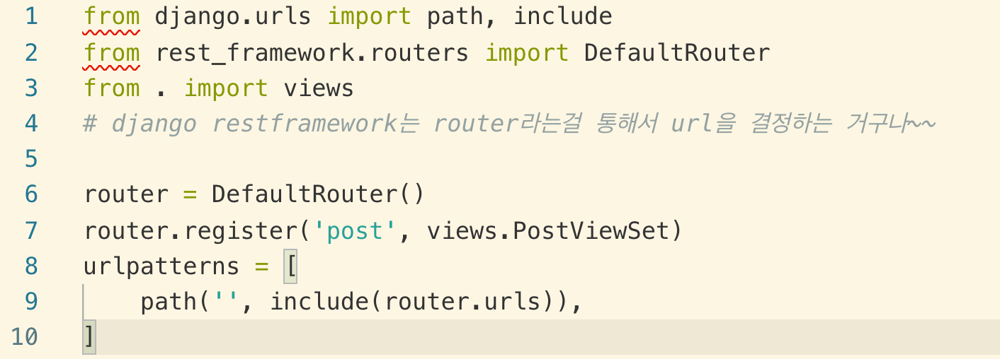 1 from django.urls import path, include
2 from rest_framework.routers import DefaultRouter
3 from . import views
4 # django restframework는 router라는걸 통해서 url을 결정하는 거구나~~
5
6 router = DefaultRouter()
7 router.register('post', views.PostViewSet)
8 urlpatterns = [
9     path('', include(router.urls)),
10 ]